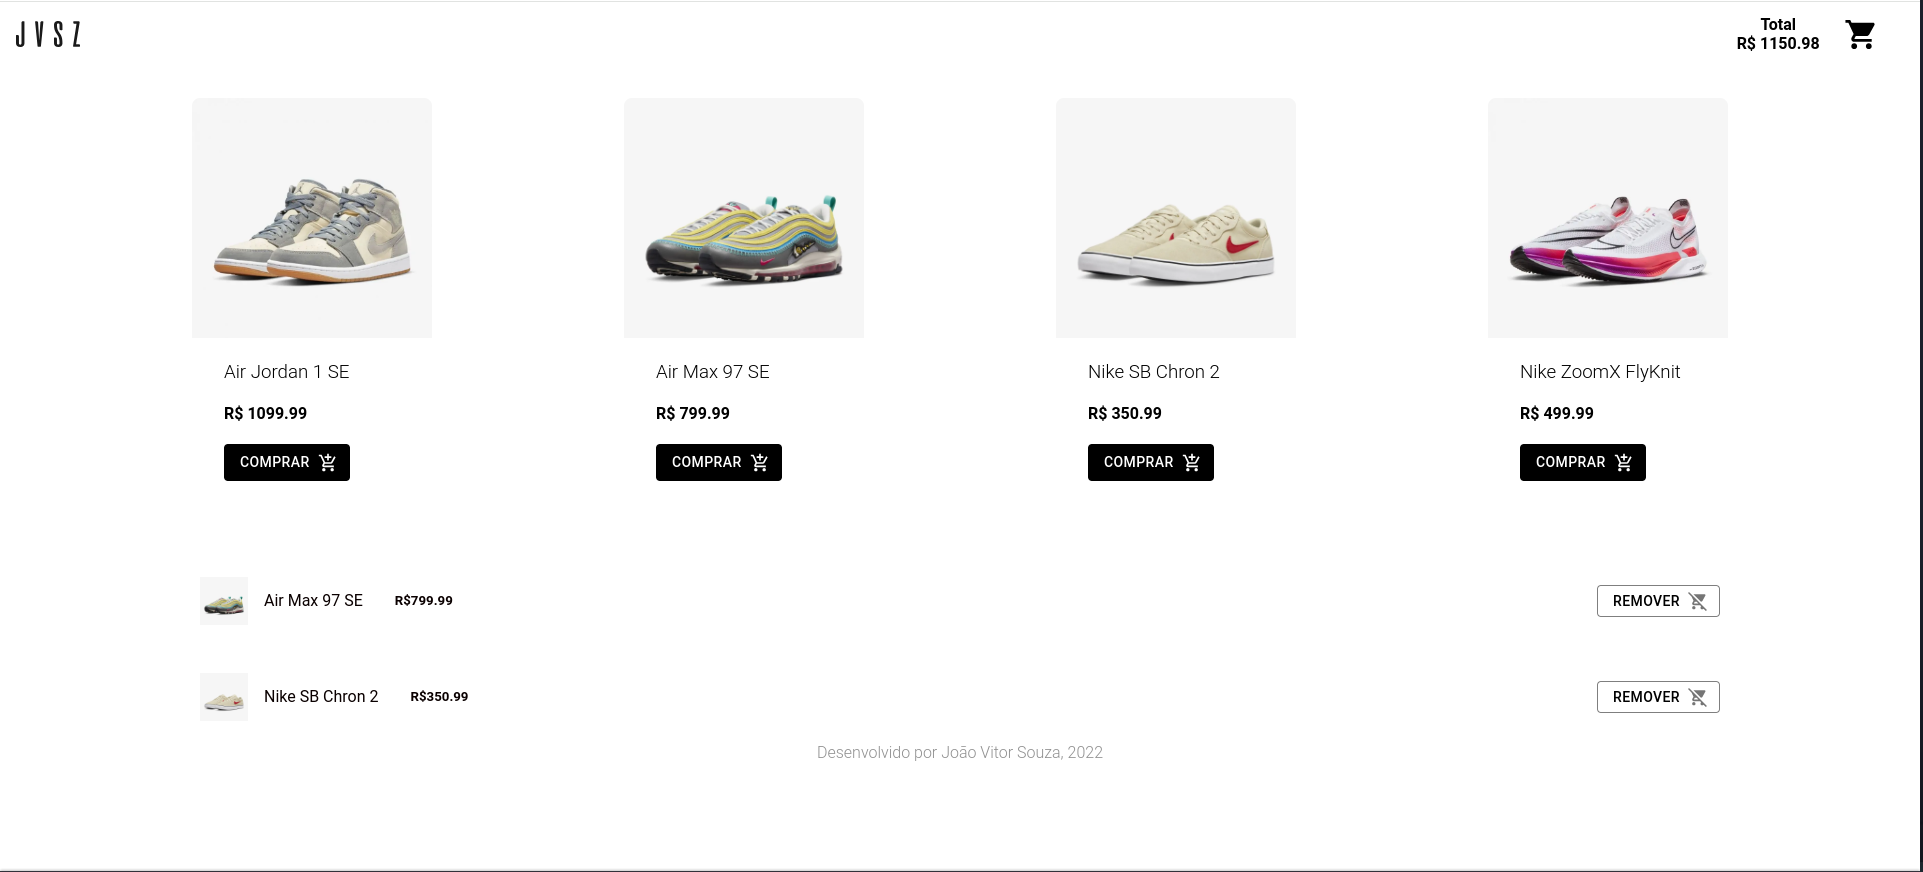 JVSZ
Total
R$ 1150.98
Air Jordan 1 SE
R$ 1099.99
COMPRAR
Air Max 97 SE
R$ 799.99
COMPRAR
Nike SB Chron 2
R$ 350.99
COMPRAR
Nike ZoomX FlyKnit
R$ 499.99
COMPRAR
Air Max 97 SE R$799.99 REMOVER
Nike SB Chron 2 R$350.99 REMOVER
Desenvolvido por João Vitor Souza, 2022